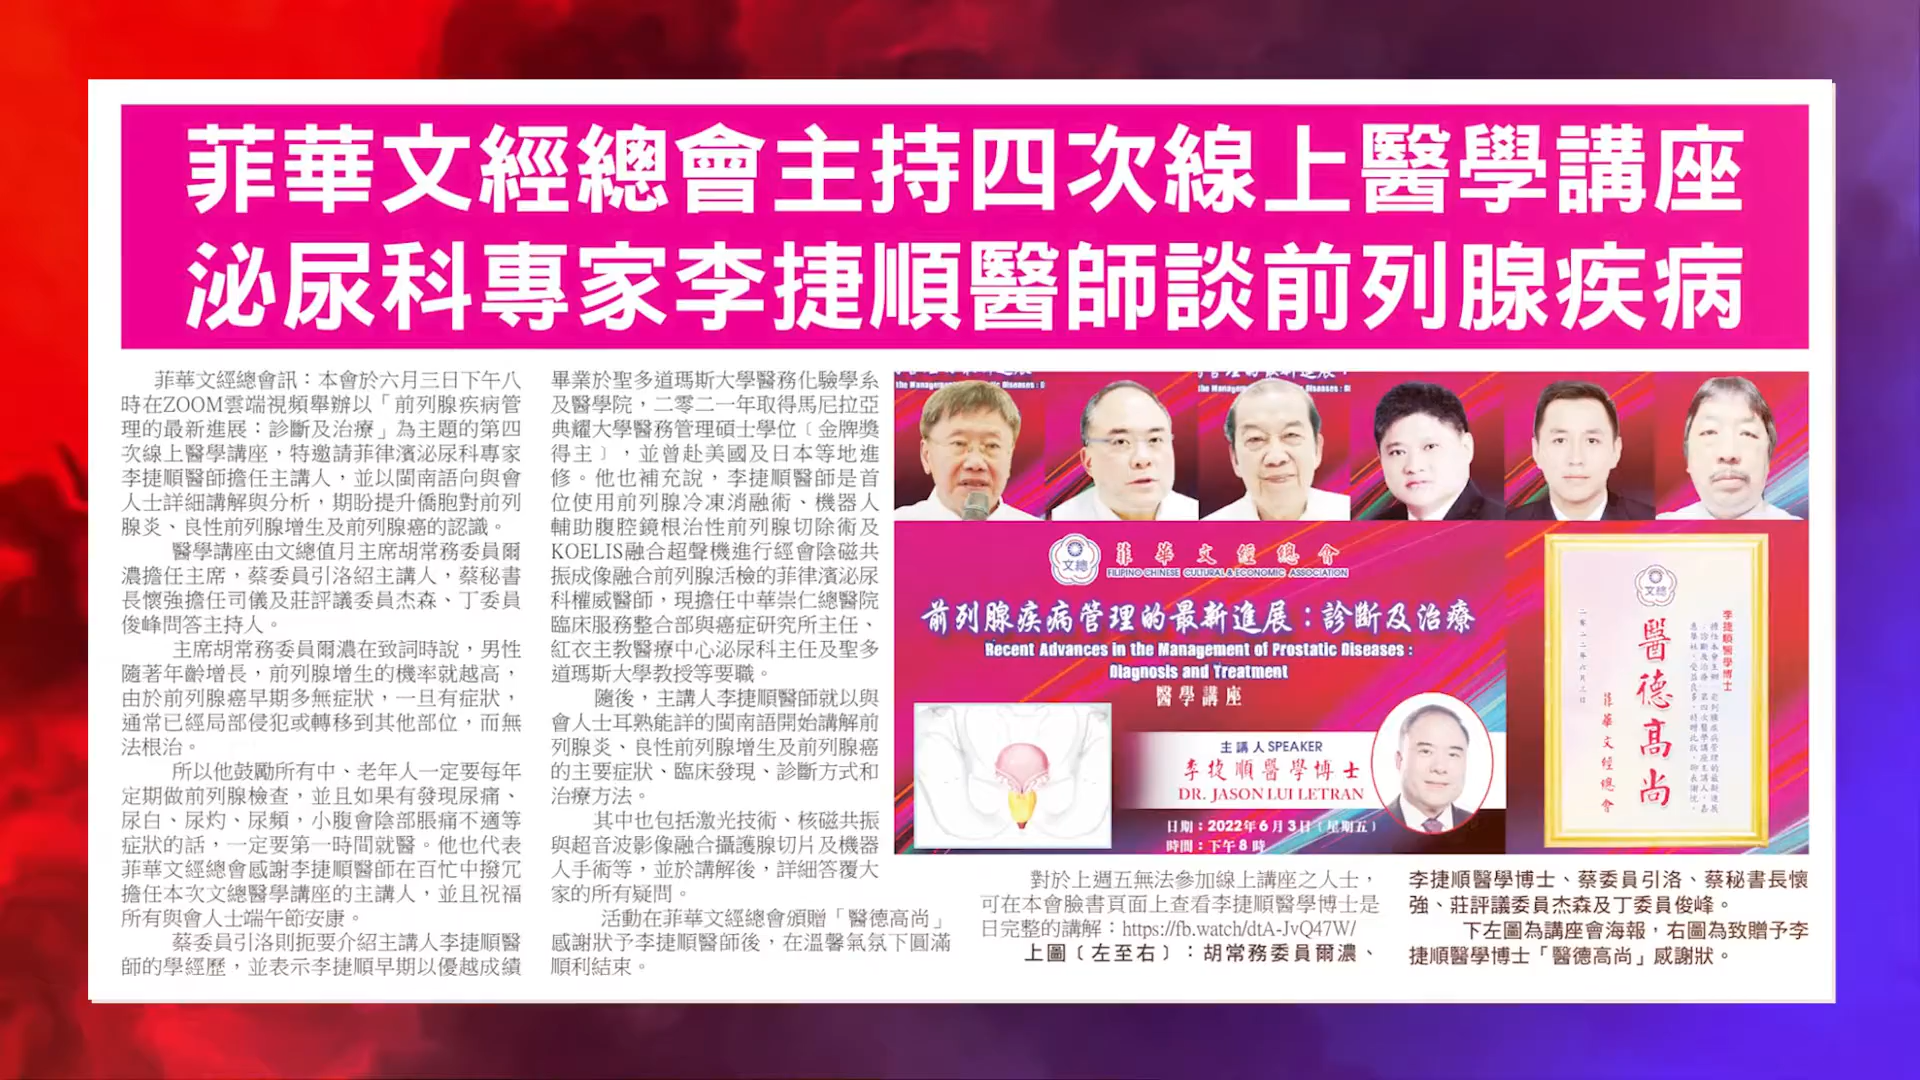 菲華文經總會主持四次線上醫學講座
泌尿科專家李捷順醫師談前列腺疾病
菲華文經總會訊：本會於六月三日下午八
時在ZOOM雲端視頻舉辦以「前列腺疾病管
理的最新進展：診斷及治療」為主題的第四
次線上醫學講座，特邀請菲律濱泌尿科專家
李捷順醫師擔任主講人，並以閩南語向與會
人士詳細講解與分析，期盼提升僑胞對前列
腺炎、良性前列腺增生及前列腺癌的認識。
醫學講座由文總值月主席胡常務委員爾
濃擔任主席，蔡委員引洛紹主講人，蔡秘書
長懷強擔任司儀及莊評議委員杰森、丁委員
俊峰問答主持人。
主席胡常務委員爾濃在致詞時說，男性
隨著年齡增長，前列腺增生的機率就越高，
由於前列腺癌早期多無症狀，一旦有症狀，
通常已經局部侵犯或轉移到其他部位，而無
法根治。
所以他鼓勵所有中、老年人一定要每年
定期做前列腺檢查，並且如果有發現尿痛、
尿白、尿灼、尿頻，小腹會陰部脹痛不適等
症狀的話，一定要第一時間就醫。他也代表
菲華文經總會感謝李捷順醫師在百忙中撥冗
擔任本次文總醫學講座的主講人，並且祝福
所有與會人士端午節安康。
蔡委員引洛則扼要介紹主講人李捷順醫
師的學經歷，並表示李捷順早期以優越成績
畢業於聖多道瑪斯大學醫務化驗學系
及醫學院，二零二一年取得馬尼拉亞
典耀大學醫務管理碩士學位﹝金牌獎
得主﹞，並曾赴美國及日本等地進
修。他也補充說，李捷順醫師是首
位使用前列腺冷凍消融術、機器人
輔助腹腔鏡根治性前列腺切除術及
KOELIS融合超聲機進行經會陰磁共
振成像融合前列腺活檢的菲律濱泌尿
科權威醫師，現擔任中華崇仁總醫院
臨床服務整合部與癌症研究所主任、
紅衣主教醫療中心泌尿科主任及聖多
道瑪斯大學教授等要職。
隨後，主講人李捷順醫師就以與
會人士耳熟能詳的閩南語開始講解前
列腺炎、良性前列腺增生及前列腺癌
的主要症狀、臨床發現、診斷方式和
治療方法。
其中也包括激光技術、核磁共振
與超音波影像融合攝護腺切片及機器
人手術等，並於講解後，詳細答覆大
家的所有疑問。
活動在菲華文經總會頒贈「醫德高尚」
感謝狀予李捷順醫師後，在溫馨氣氛下圓滿
順利結束。
the Management of Prostatic Diseases : D
文總
菲華文經總會
FILIPINO CHINESE CULTURAL & ECONOMIC ASSOCIATION
前列腺疾病管理的最新進展：診斷及治療
Recent Advances in the Management of Prostatic Diseases :
Diagnosis and Treatment
醫學講座
主講人 SPEAKER
李捷順醫學博士
DR. JASON LUI LETRAN
日期：2022年6月3日（星期五）
時間：下午8時
文總
李捷順醫學博士
醫德高尚
菲華文經總會
二零二二年六月三日
對於上週五無法參加線上講座之人士，
可在本會臉書頁面上查看李捷順醫學博士是
日完整的講解：https://fb.watch/dtA-JvQ47W/
上圖﹝左至右﹞：胡常務委員爾濃、
李捷順醫學博士、蔡委員引洛、蔡秘書長懷
強、莊評議委員杰森及丁委員俊峰。
下左圖為講座會海報，右圖為致贈予李
捷順醫學博士「醫德高尚」感謝狀。